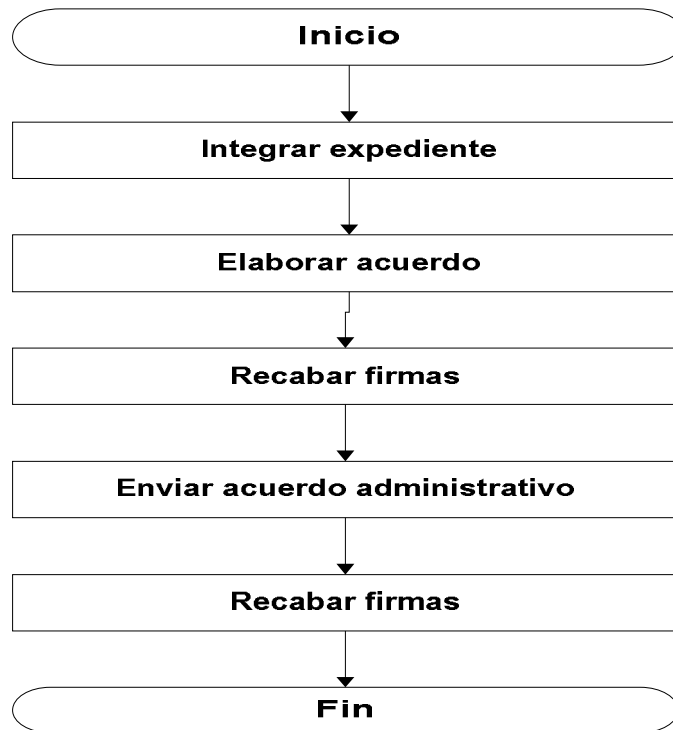 Inicio
Integrar expediente
Elaborar acuerdo
Recabar firmas
Enviar acuerdo administrativo
Recabar firmas
Fin